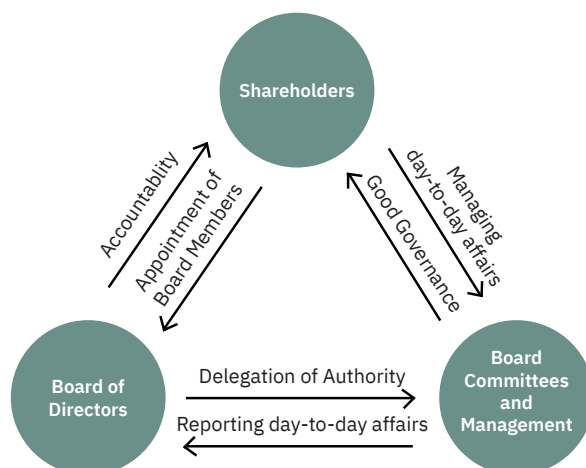 Shareholders
Accountablity
Appointment of
Board Members
Managing
day-to-day affairs
Good Governance
Board of
Directors
Delegation of Authority
Reporting day-to-day affairs
Board
Committees
and
Management